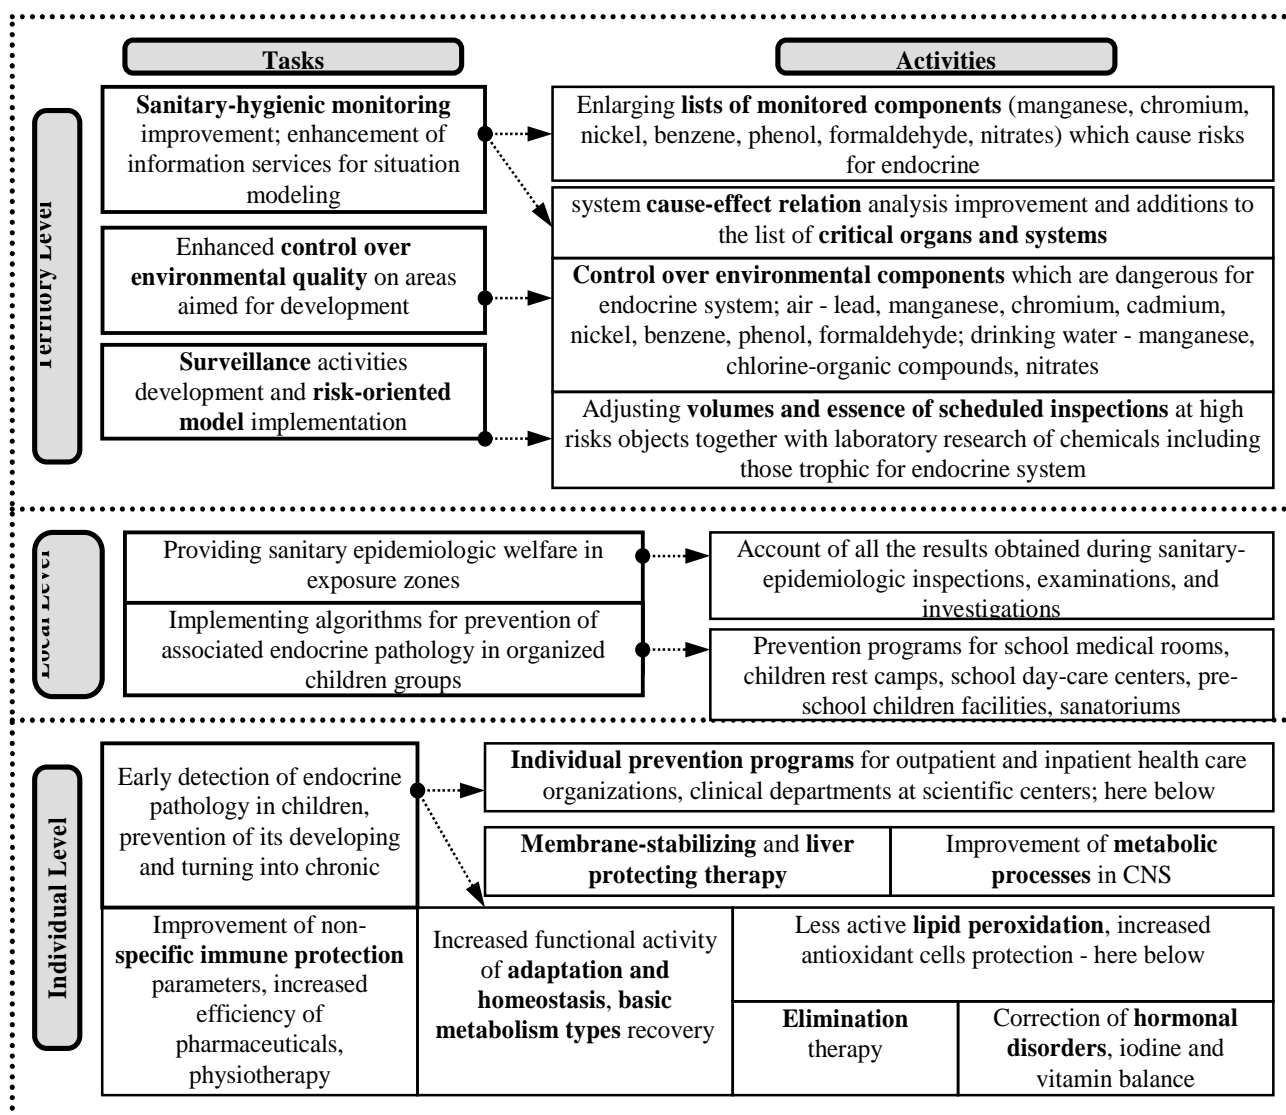 Tasks
Activities
Territory Level
Sanitary-hygienic monitoring
improvement; enhancement of
information services for situation
modeling
Enlarging lists of monitored components (manganese, chromium,
nickel, benzene, phenol, formaldehyde, nitrates) which cause risks
for endocrine
system cause-effect relation analysis improvement and additions to
the list of critical organs and systems
Enhanced control over
environmental quality on areas
aimed for development
Control over environmental components which are dangerous for
endocrine system; air - lead, manganese, chromium, cadmium,
nickel, benzene, phenol, formaldehyde; drinking water - manganese,
chlorine-organic compounds, nitrates
Surveillance activities
development and risk-oriented
model implementation
Adjusting volumes and essence of scheduled inspections at high
risks objects together with laboratory research of chemicals including
those trophic for endocrine system
Local Level
Providing sanitary epidemiologic welfare in
exposure zones
Account of all the results obtained during sanitary-
epidemiologic inspections, examinations, and
investigations
Implementing algorithms for prevention of
associated endocrine pathology in organized
children groups
Prevention programs for school medical rooms,
children rest camps, school day-care centers, pre-
school children facilities, sanatoriums
Individual Level
Early detection of endocrine
pathology in children,
prevention of its developing
and turning into chronic
Individual prevention programs for outpatient and inpatient health care
organizations, clinical departments at scientific centers; here below
Membrane-stabilizing and liver
protecting therapy
Improvement of metabolic
processes in CNS
Improvement of non-
specific immune protection
parameters, increased
efficiency of
pharmaceuticals,
physiotherapy
Increased functional activity
of adaptation and
homeostasis, basic
metabolism types recovery
Less active lipid peroxidation, increased
antioxidant cells protection - here below
Elimination
therapy
Correction of hormonal
disorders, iodine and
vitamin balance